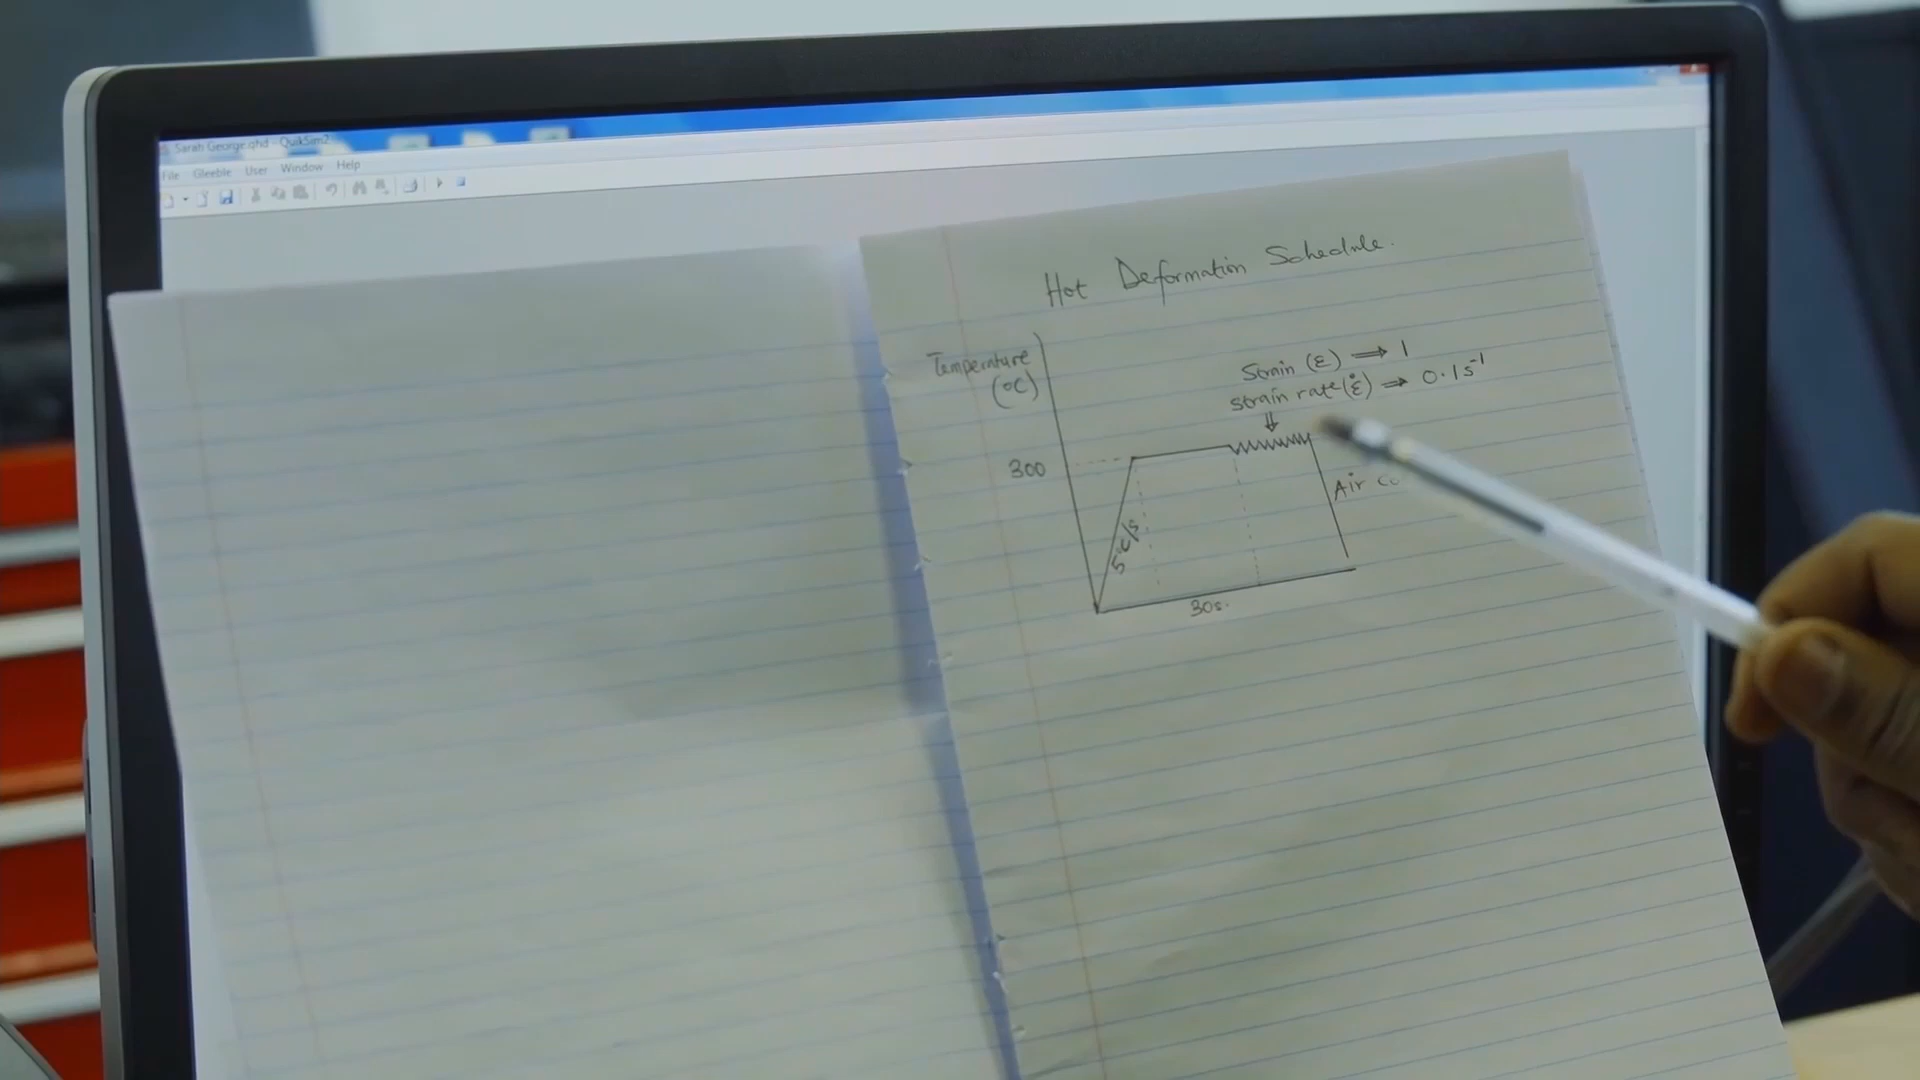 Sarah George.qhd - QuikSim2
File Gleeble User Window Help
Hot Deformation Schedule.
Temperature
(°C)
Strain (ε) ⟹ 1
strain rate (ε̇) ⟹ 0.1s⁻¹
300
Air
5°C/s
30s.